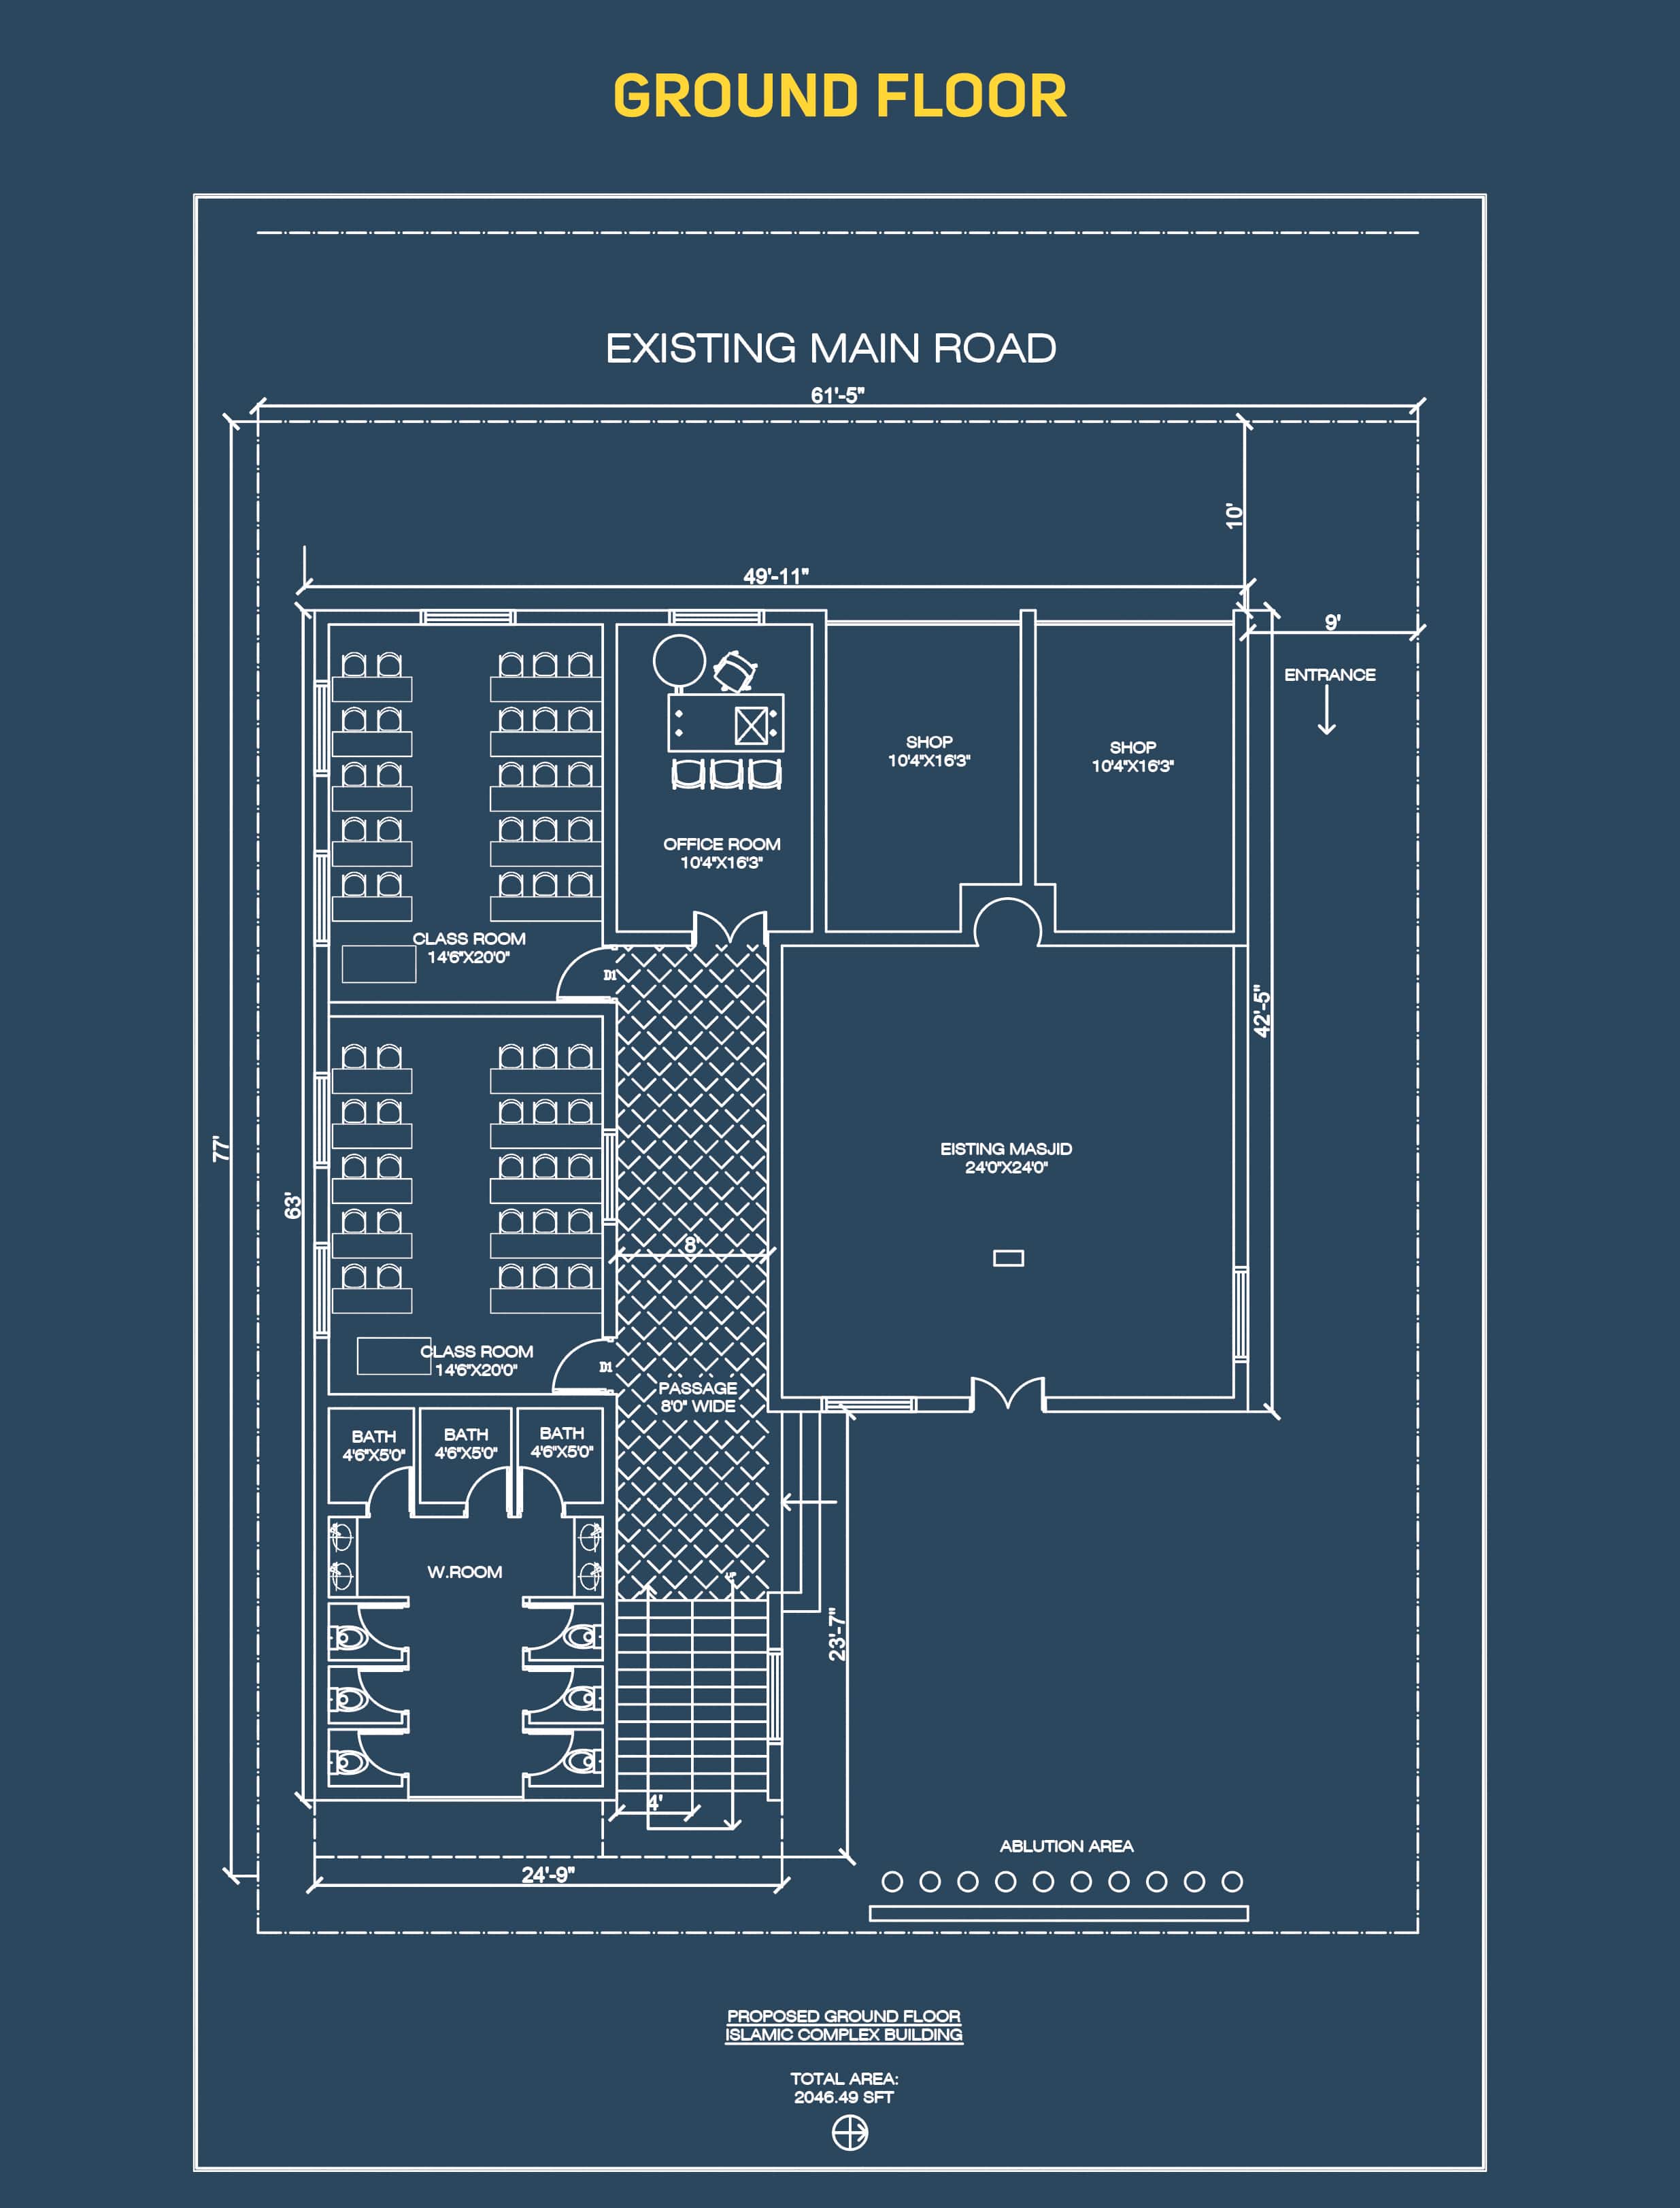 GROUND FLOOR
EXISTING MAIN ROAD
61'-5"
10'
49'-11"
9'
ENTRANCE
SHOP
10'4"X16'3"
SHOP
10'4"X16'3"
OFFICE ROOM
10'4"X16'3"
CLASS ROOM
14'6"X20'0"
D1
42'-5"
77'
63'
EISTING MASJID
24'0"X24'0"
8'
CLASS ROOM
14'6"X20'0"
D1
PASSAGE
8'0" WIDE
BATH
4'6"X5'0"
BATH
4'6"X5'0"
BATH
4'6"X5'0"
W.ROOM
UP
23'-7"
4'
ABLUTION AREA
24'-9"
PROPOSED GROUND FLOOR
ISLAMIC COMPLEX BUILDING
TOTAL AREA:
2046.49 SFT